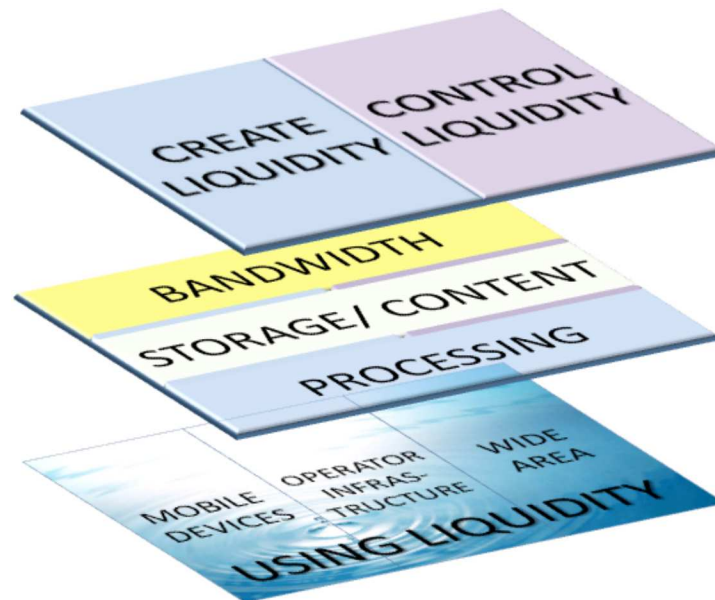 CREATE
LIQUIDITY
CONTROL
LIQUIDITY
BANDWIDTH
STORAGE/ CONTENT
PROCESSING
MOBILE
DEVICES
OPERATOR
INFRAS-
TRUCTURE
WIDE
AREA
USING LIQUIDITY